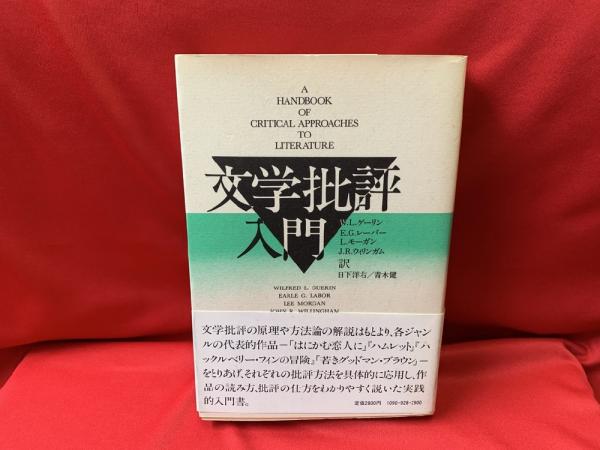 A
HANDBOOK
OF
CRITICAL APPROACHES
TO
LITERATURE
文学批評
入門
W.L.ゲーリン
E.G.レーバー
L.モーガン
J.R.ウィリンガム
訳
日下洋右/青木健
WILFRED L. GUERIN
EARLE G. LABOR
LEE MORGAN
JOHN R. WILLINGHAM
文学批評の原理や方法論の解説はもとより、各ジャン
ルの代表的作品―「はにかむ恋人に」『ハムレット』『ハ
ックルベリー・フィンの冒険』「若きグッドマン・ブラウン」―
をとりあげ、それぞれの批評方法を具体的に応用し、作
品の読み方、批評の仕方をわかりやすく説いた実践
的入門書。
定価2900円 1090-928-2900